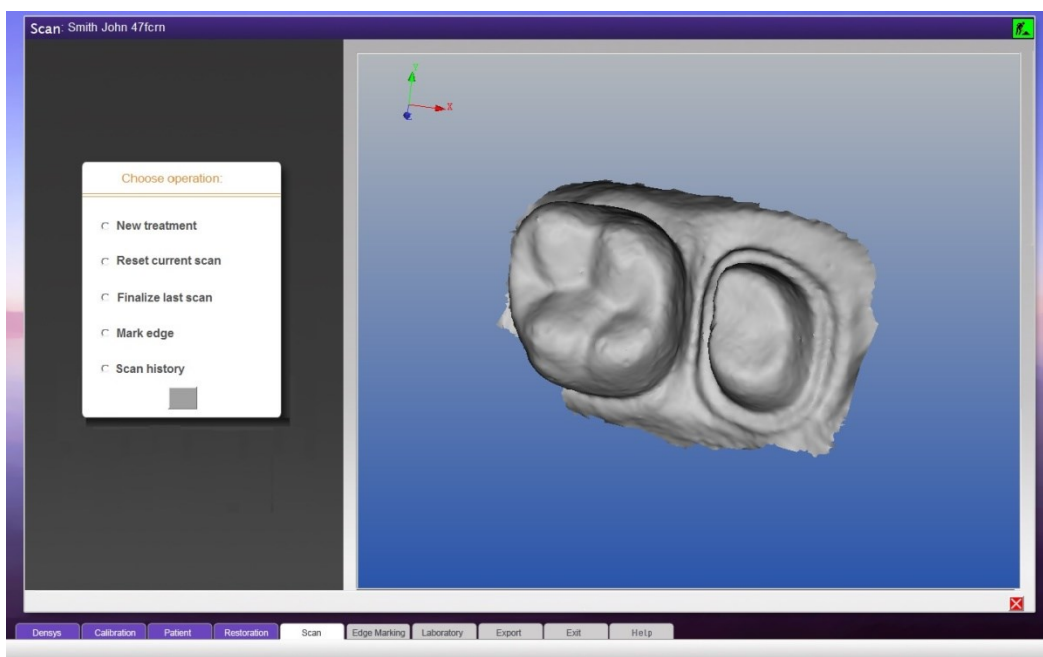 Scan: Smith John 47fcrn
Y
X
Choose operation:
New treatment
Reset current scan
Finalize last scan
Mark edge
Scan history
Densys
Calibration
Patient
Restoration
Scan
Edge Marking
Laboratory
Export
Exit
Help